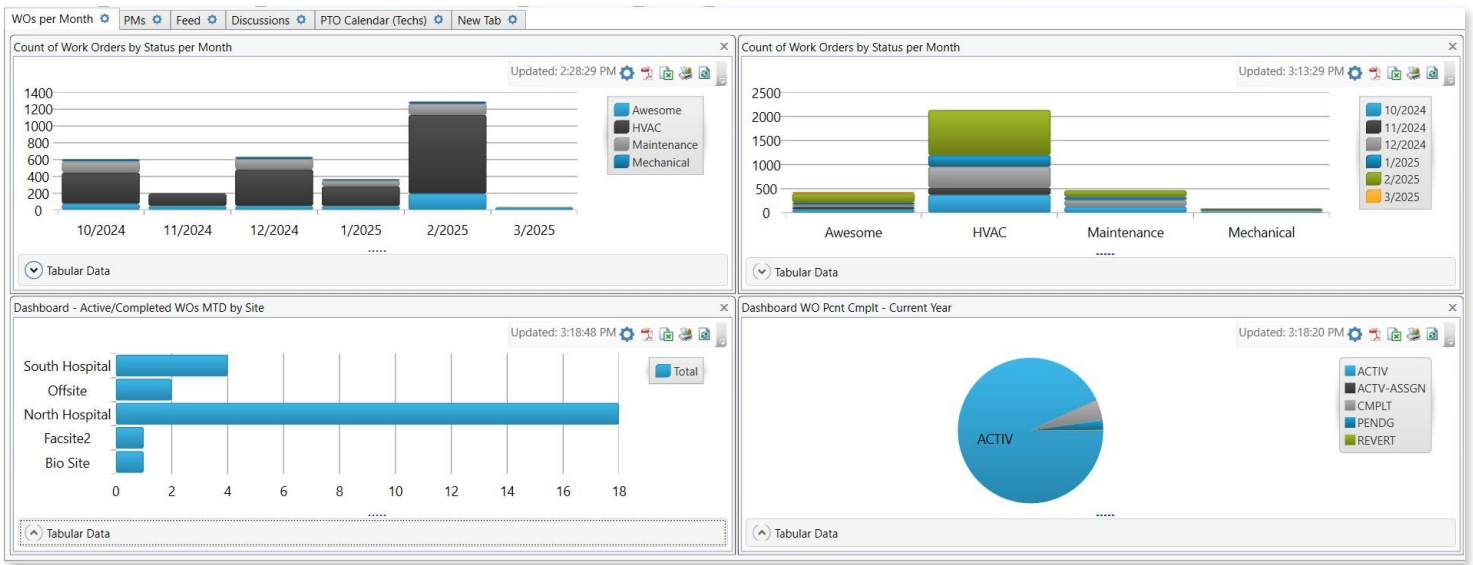 WOs per Month PMs Feed Discussions PTO Calendar (Techs) New Tab
Count of Work Orders by Status per Month
Updated: 2:28:29 PM
1400
1200
1000
800
600
400
200
0
10/2024 11/2024 12/2024 1/2025 2/2025 3/2025
Awesome
HVAC
Maintenance
Mechanical
Tabular Data
Count of Work Orders by Status per Month
Updated: 3:13:29 PM
2500
2000
1500
1000
500
0
Awesome HVAC Maintenance Mechanical
10/2024
11/2024
12/2024
1/2025
2/2025
3/2025
Tabular Data
Dashboard - Active/Completed WOs MTD by Site
Updated: 3:18:48 PM
South Hospital
Offsite
North Hospital
Facsite2
Bio Site
0 2 4 6 8 10 12 14 16 18
Total
Tabular Data
Dashboard WO Pcnt Cmplt - Current Year
Updated: 3:18:20 PM
ACTIV
ACTIV
ACTV-ASSGN
CMPLT
PENDG
REVERT
Tabular Data